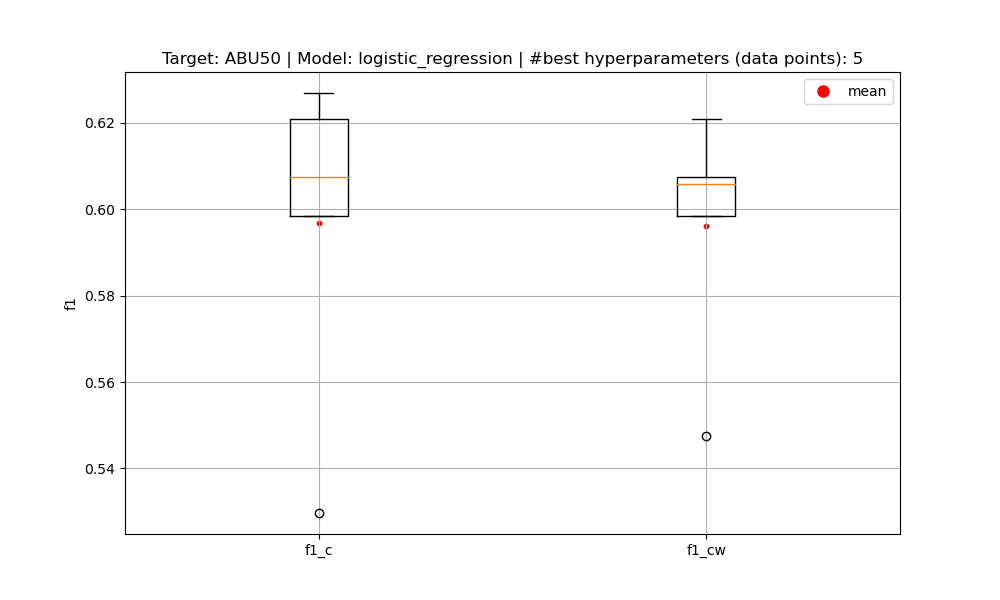 Target: ABU50 | Model: logistic_regression | #best hyperparameters (data points): 5
mean
0.62
0.60
0.58
0.56
0.54
f1
f1_c
f1_cw